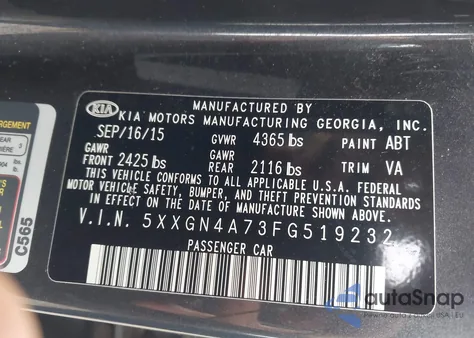 MANUFACTURED BY
KIA KIA MOTORS MANUFACTURING GEORGIA, INC.
SEP/16/15 GVWR 4365 lbs PAINT ABT
GAWR GAWR
FRONT 2425 lbs REAR 2116 lbs TRIM VA
THIS VEHICLE CONFORMS TO ALL APPLICABLE U.S.A. FEDERAL
MOTOR VEHICLE SAFETY, BUMPER, AND THEFT PREVENTION STANDARDS
IN EFFECT ON THE DATE OF MANUFACTURE SHOWN ABOVE.
V.I.N. 5XXGN4A73FG519232
PASSENGER CAR
C565
autoSnap